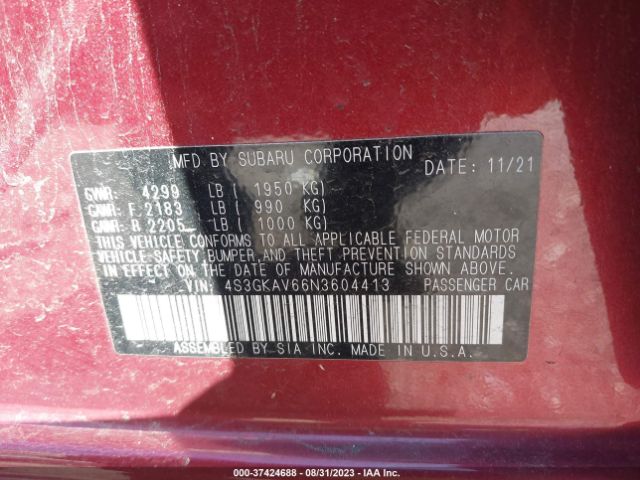 MFD BY SUBARU CORPORATION DATE: 11/21
GVWR: 4299 LB ( 1950 KG)
GAWR: F.2183 LB ( 990 KG)
GAWR: R.2205 LB ( 1000 KG)
THIS VEHICLE CONFORMS TO ALL APPLICABLE FEDERAL MOTOR
VEHICLE SAFETY, BUMPER, AND THEFT PREVENTION STANDARDS
IN EFFECT ON THE DATE OF MANUFACTURE SHOWN ABOVE.
VIN: 4S3GKAV66N3604413 PASSENGER CAR
ASSEMBLED BY SIA INC. MADE IN U.S.A.
000-37424688 - 08/31/2023 - IAA Inc.